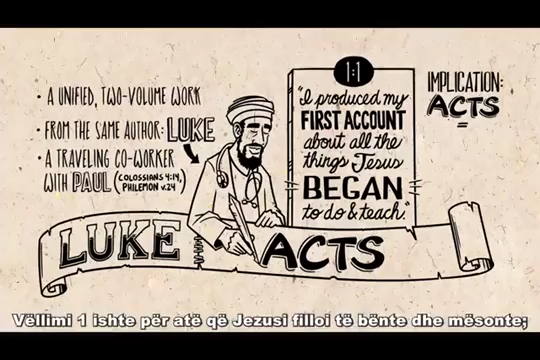 • A UNIFIED, TWO-VOLUME WORK
• FROM THE SAME AUTHOR: LUKE
• A TRAVELING CO-WORKER
WITH PAUL (COLOSSIANS 4:14,
PHILEMON v.24)
1:1
"I produced my
FIRST ACCOUNT
about all the
things Jesus
BEGAN
to do & teach."
IMPLICATION:
ACTS
LUKE ACTS
Vëllimi 1 ishte për atë që Jezusi filloi të bënte dhe mësonte;